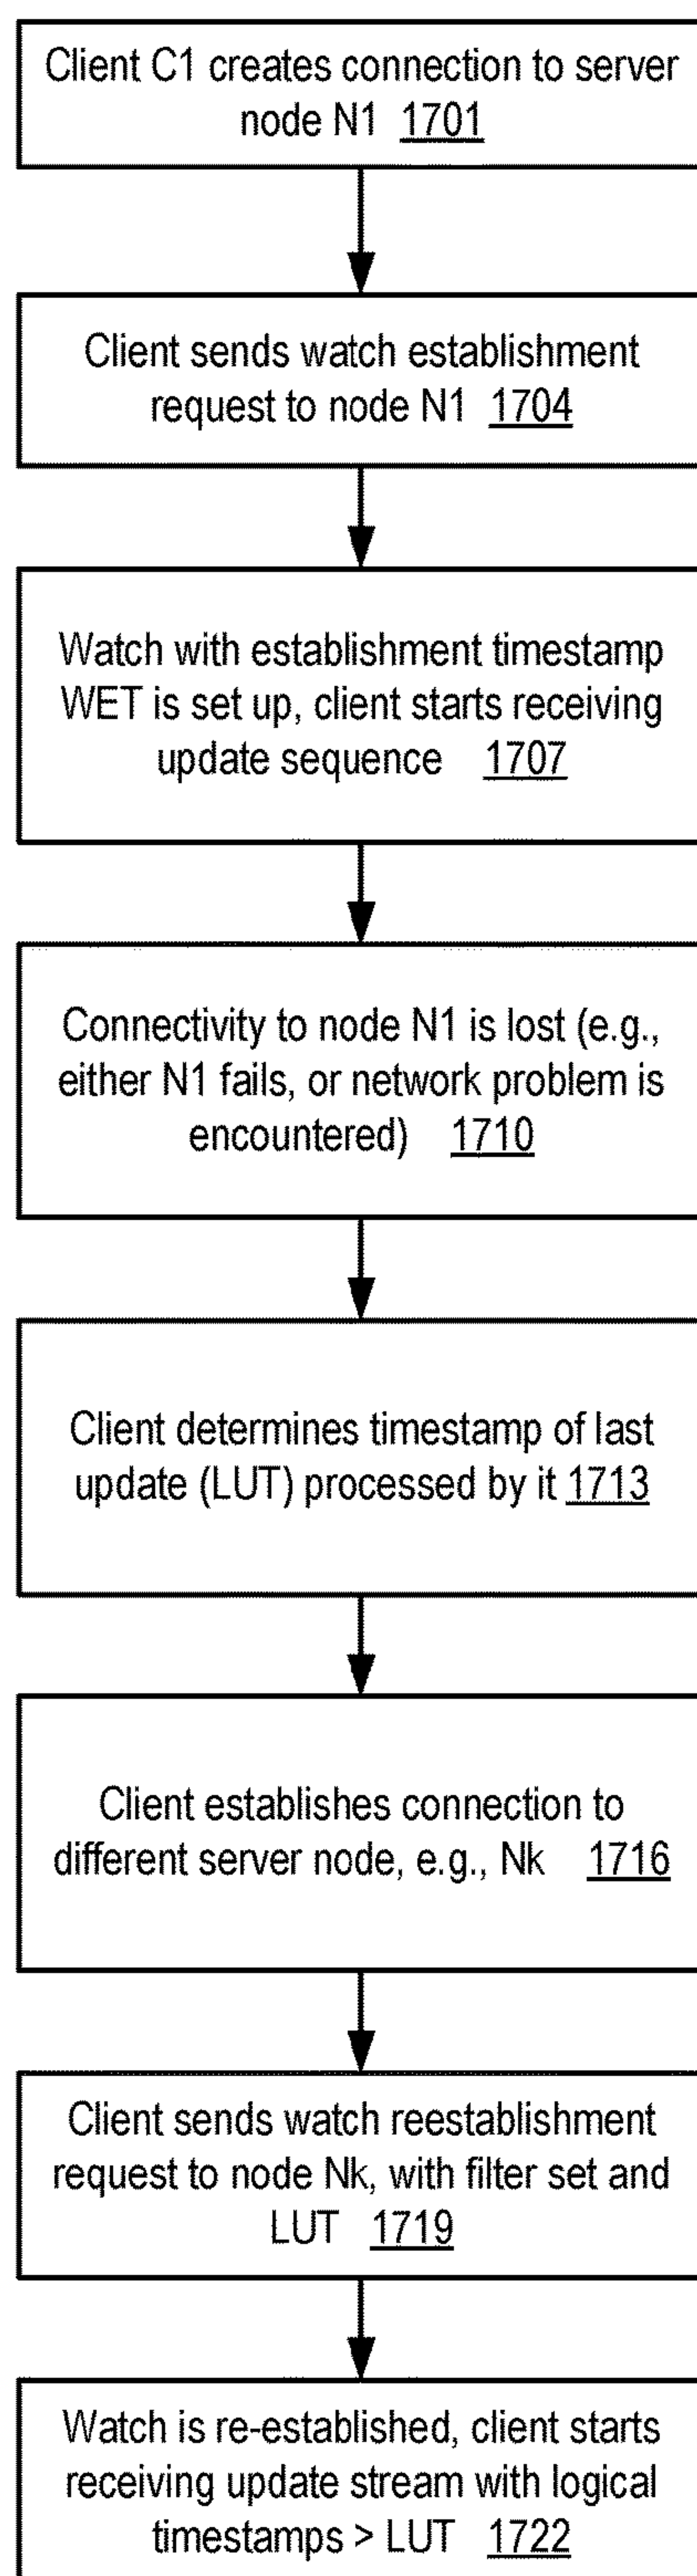 Client C1 creates connection to server
node N1 1701
Client sends watch establishment
request to node N1 1704
Watch with establishment timestamp
WET is set up, client starts receiving
update sequence 1707
Connectivity to node N1 is lost (e.g.,
either N1 fails, or network problem is
encountered) 1710
Client determines timestamp of last
update (LUT) processed by it 1713
Client establishes connection to
different server node, e.g., Nk 1716
Client sends watch reestablishment
request to node Nk, with filter set and
LUT 1719
Watch is re-established, client starts
receiving update stream with logical
timestamps > LUT 1722